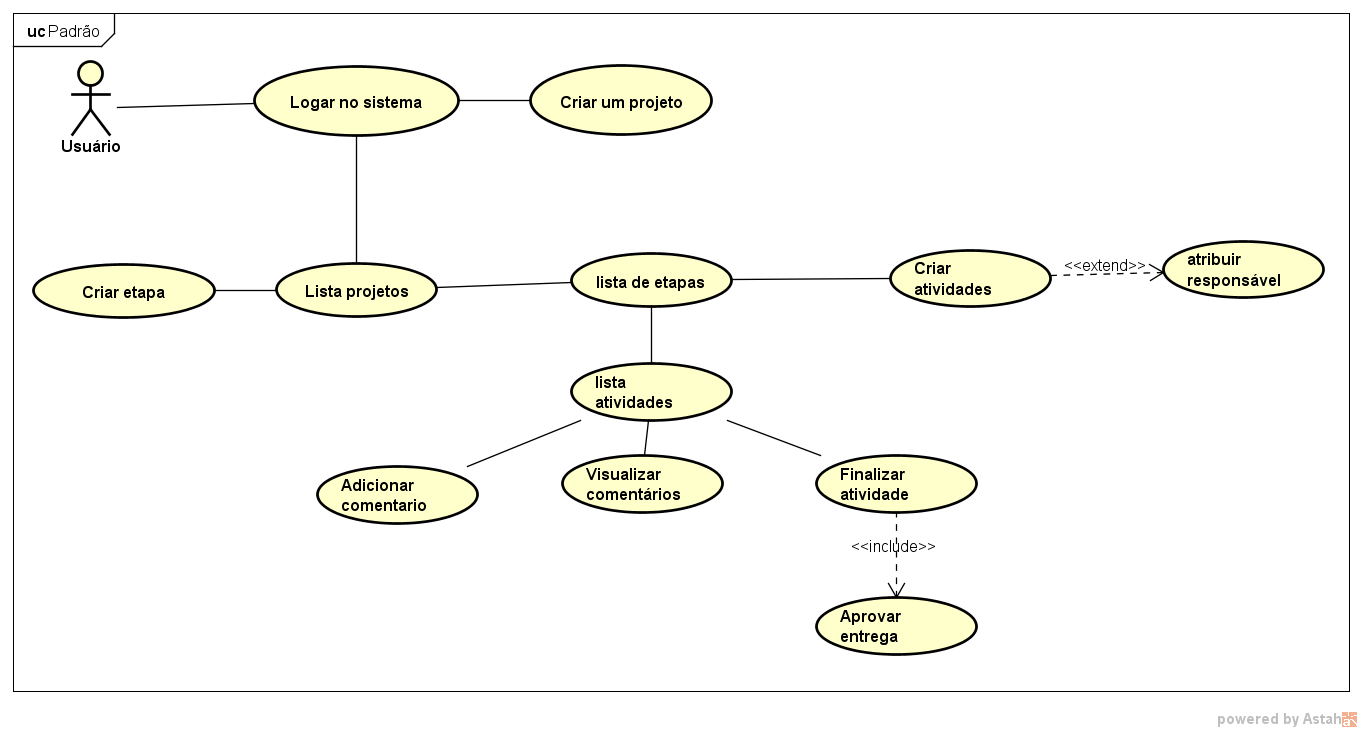 uc Padrão
Usuário
Logar no sistema
Criar um projeto
Criar etapa
Lista projetos
lista de etapas
Criar
atividades
<<extend>>
atribuir
responsável
lista
atividades
Adicionar
comentario
Visualizar
comentários
Finalizar
atividade
<<include>>
Aprovar
entrega
powered by Astah